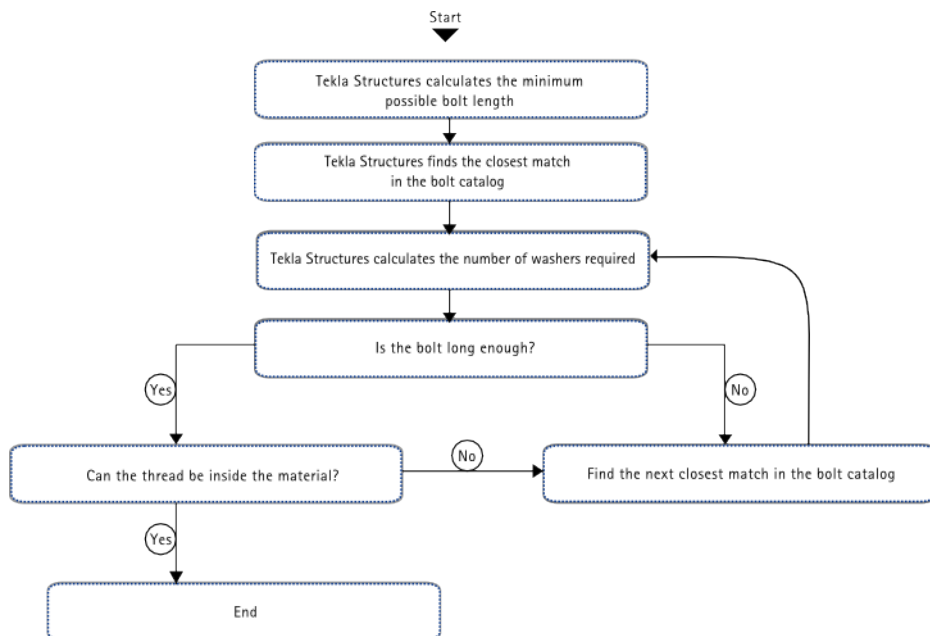 Start
Tekla Structures calculates the minimum
possible bolt length
Tekla Structures finds the closest match
in the bolt catalog
Tekla Structures calculates the number of washers required
Is the bolt long enough?
Yes
No
Can the thread be inside the material?
No
Find the next closest match in the bolt catalog
Yes
End